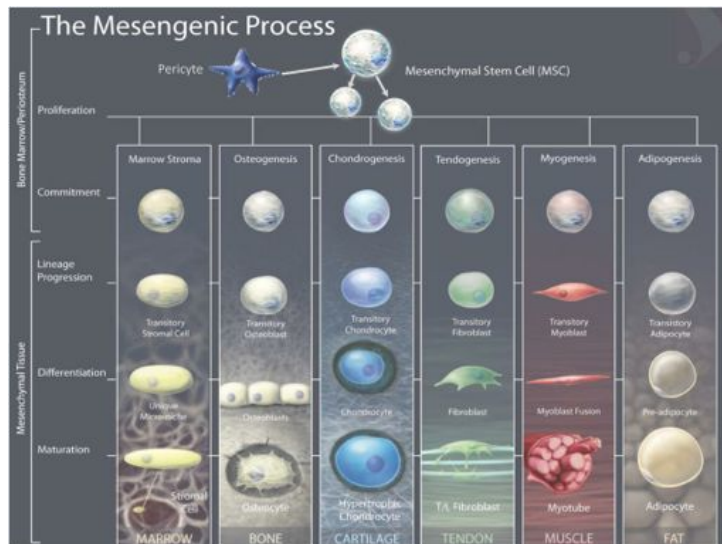 The Mesengenic Process
Pericyte
Mesenchymal Stem Cell (MSC)
Bone Marrow/Periosteum
Proliferation
Marrow Stroma
Osteogenesis
Chondrogenesis
Tendogenesis
Myogenesis
Adipogenesis
Commitment
Mesenchymal Tissue
Lineage
Progression
Transitory
Stromal Cell
Transitory
Osteoblast
Transitory
Chondrocyte
Transitory
Fibroblast
Transitory
Myoblast
Transistory
Adipocyte
Differentiation
Unique
Microniche
Osteoblasts
Chondrocyte
Fibroblast
Myoblast Fusion
Pre-adipocyte
Maturation
Stromal
Cell
Osteocyte
Hypertrophic
Chondrocyte
T/L Fibroblast
Myotube
Adipocyte
MARROW
BONE
CARTILAGE
TENDON
MUSCLE
FAT